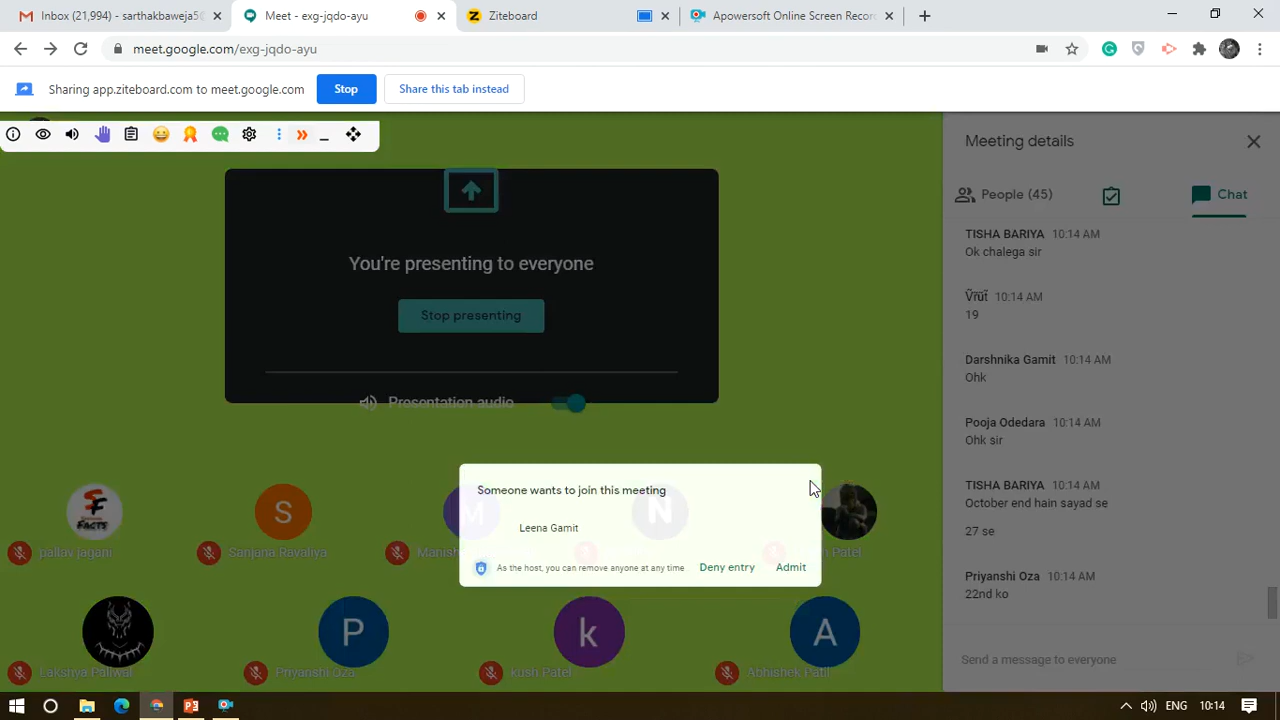 Inbox (21,994) - sarthakbaweja5
Meet - exg-jqdo-ayu
Ziteboard
Apowersoft Online Screen Record
meet.google.com/exg-jqdo-ayu
Sharing app.ziteboard.com to meet.google.com
Stop
Share this tab instead
You're presenting to everyone
Stop presenting
Presentation audio
Meeting details
People (45)
Chat
TISHA BARIYA 10:14 AM
Ok chalega sir
10:14 AM
19
Darshnika Gamit 10:14 AM
Ohk
Pooja Odedara 10:14 AM
Ohk sir
TISHA BARIYA 10:14 AM
October end hain sayad se
27 se
Priyanshi Oza 10:14 AM
22nd ko
Send a message to everyone
Someone wants to join this meeting
Leena Gamit
As the host, you can remove anyone at any time
Deny entry
Admit
SF
FACTS
S
M
N
pallav jagani
Sanjana Ravaliya
Manish
Patel
P
k
A
Laksnya Paliwal
Priyanshi Oza
kush Patel
Abhishek Patil
ENG
10:14